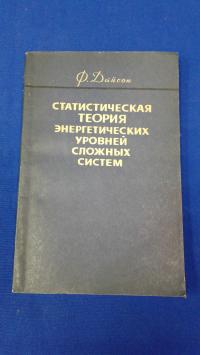 Ф. Дайсон
СТАТИСТИЧЕСКАЯ
ТЕОРИЯ
ЭНЕРГЕТИЧЕСКИХ
УРОВНЕЙ
СЛОЖНЫХ
СИСТЕМ